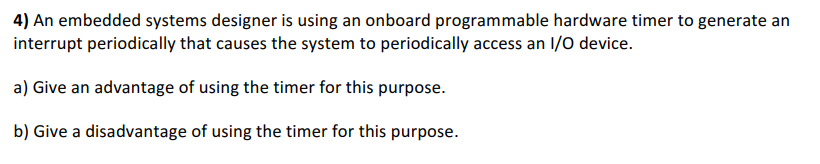 4) An embedded systems designer is using an onboard programmable hardware timer to generate an
interrupt periodically that causes the system to periodically access an I/O device.
a) Give an advantage of using the timer for this purpose.
b) Give a disadvantage of using the timer for this purpose.